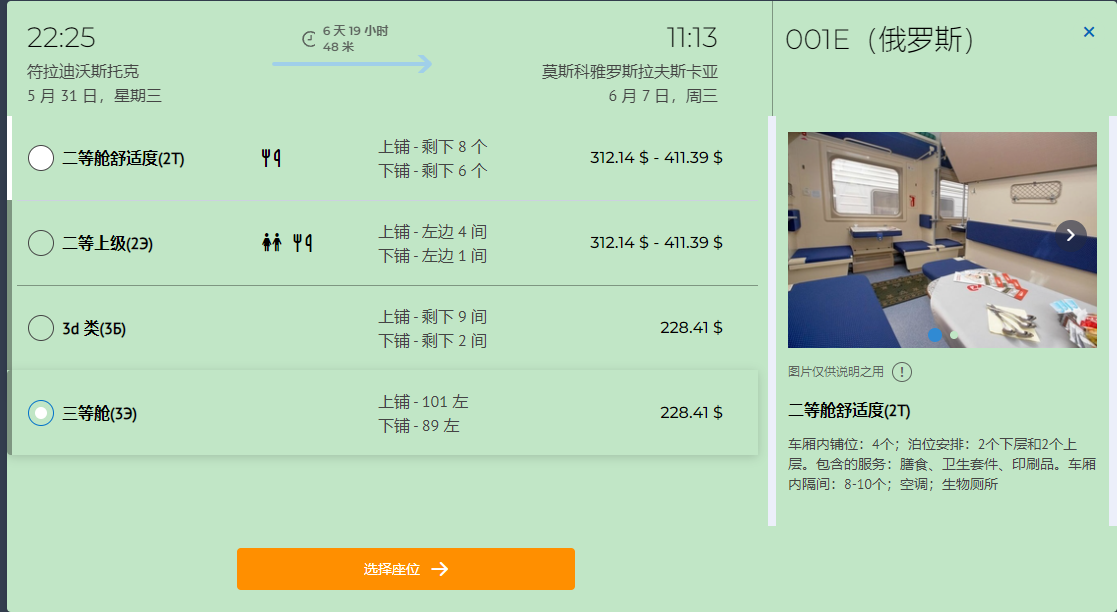 22:25
6 天 19 小时
48 米
11:13
符拉迪沃斯托克
莫斯科雅罗斯拉夫斯卡亚
5 月 31 日，星期三
6 月 7 日，周三
二等舱舒适度(2Т)
上铺 - 剩下 8 个
下铺 - 剩下 6 个
312.14 $ - 411.39 $
二等上级(2Э)
上铺 - 左边 4 间
下铺 - 左边 1 间
312.14 $ - 411.39 $
3d 类(3Б)
上铺 - 剩下 9 间
下铺 - 剩下 2 间
228.41 $
三等舱(3Э)
上铺 - 101 左
下铺 - 89 左
228.41 $
选择座位
001E（俄罗斯）
图片仅供说明之用
二等舱舒适度(2Т)
车厢内铺位：4个；泊位安排：2个下层和2个上
层。包含的服务：膳食、卫生套件、印刷品。车厢
内隔间：8-10个；空调；生物厕所